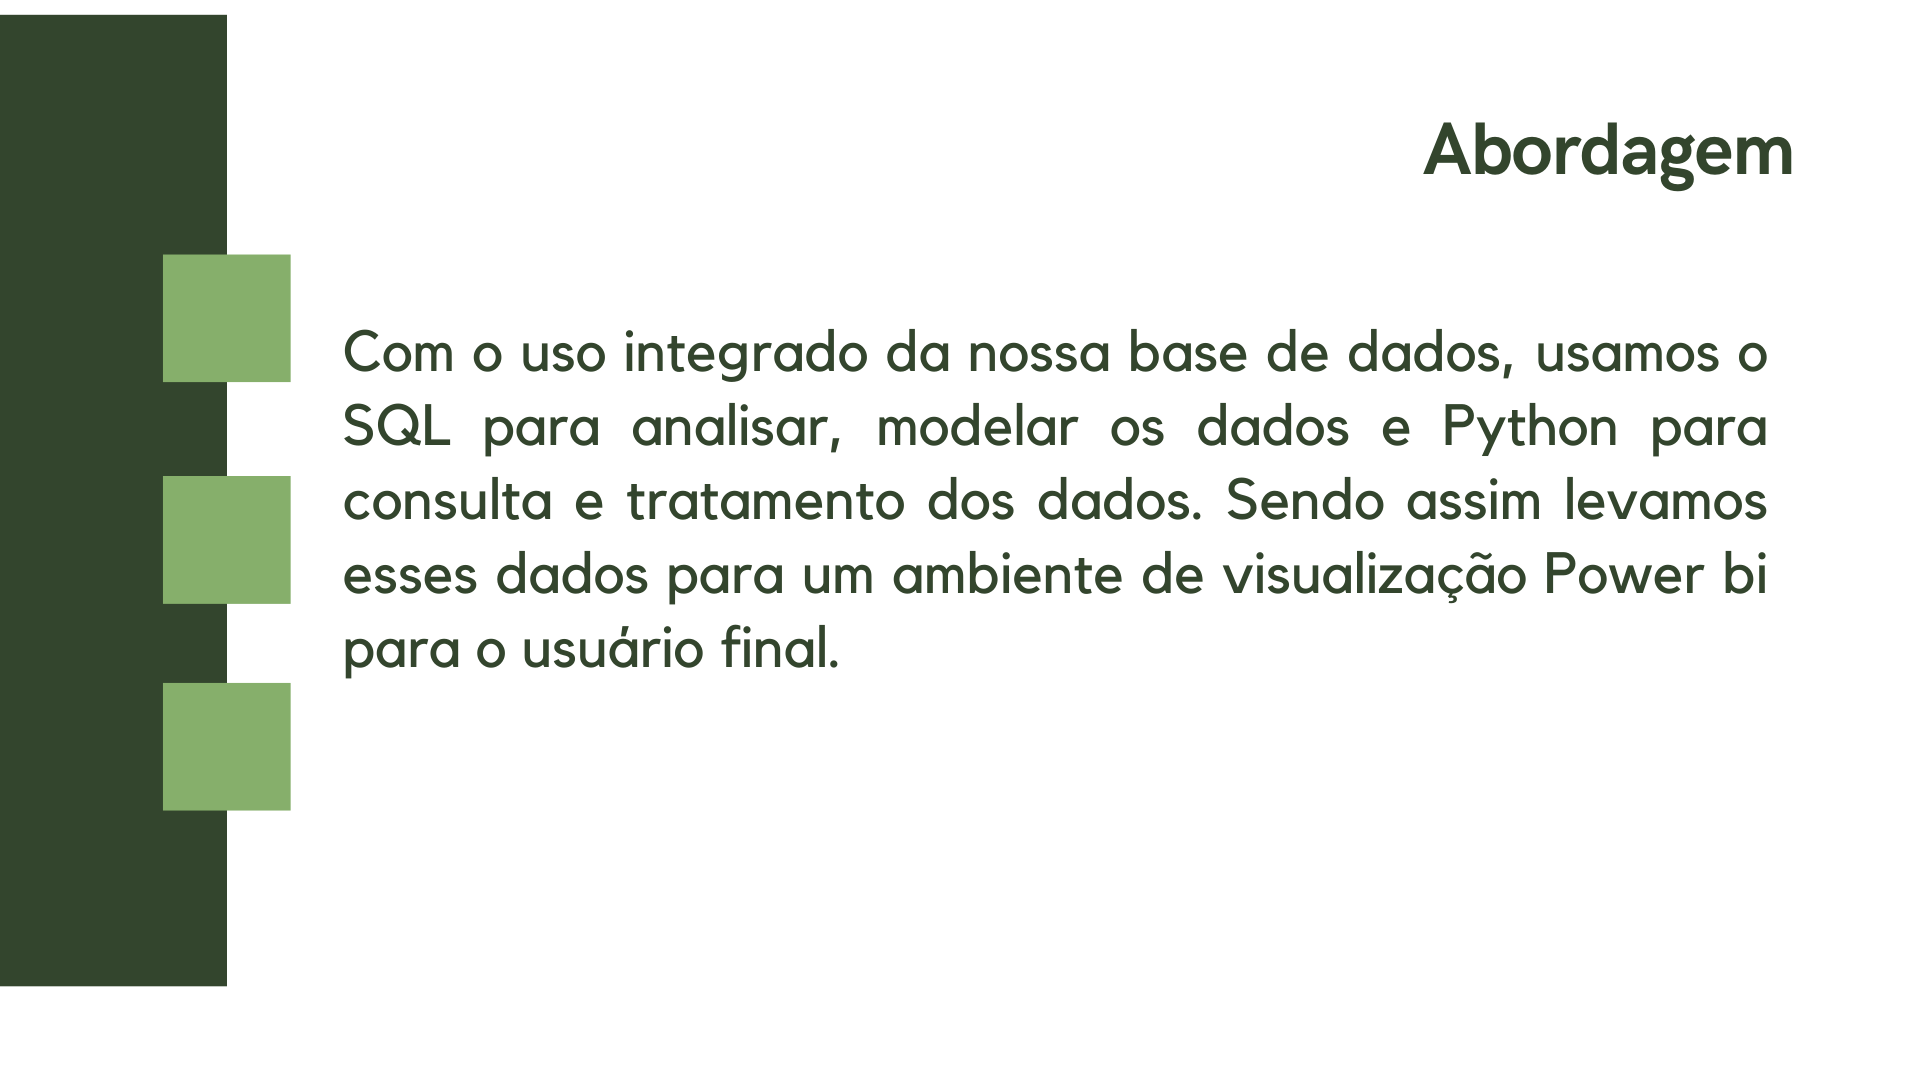 Abordagem
Com o uso integrado da nossa base de dados, usamos o
SQL para analisar, modelar os dados e Python para
consulta e tratamento dos dados. Sendo assim levamos
esses dados para um ambiente de visualização Power bi
para o usuário final.